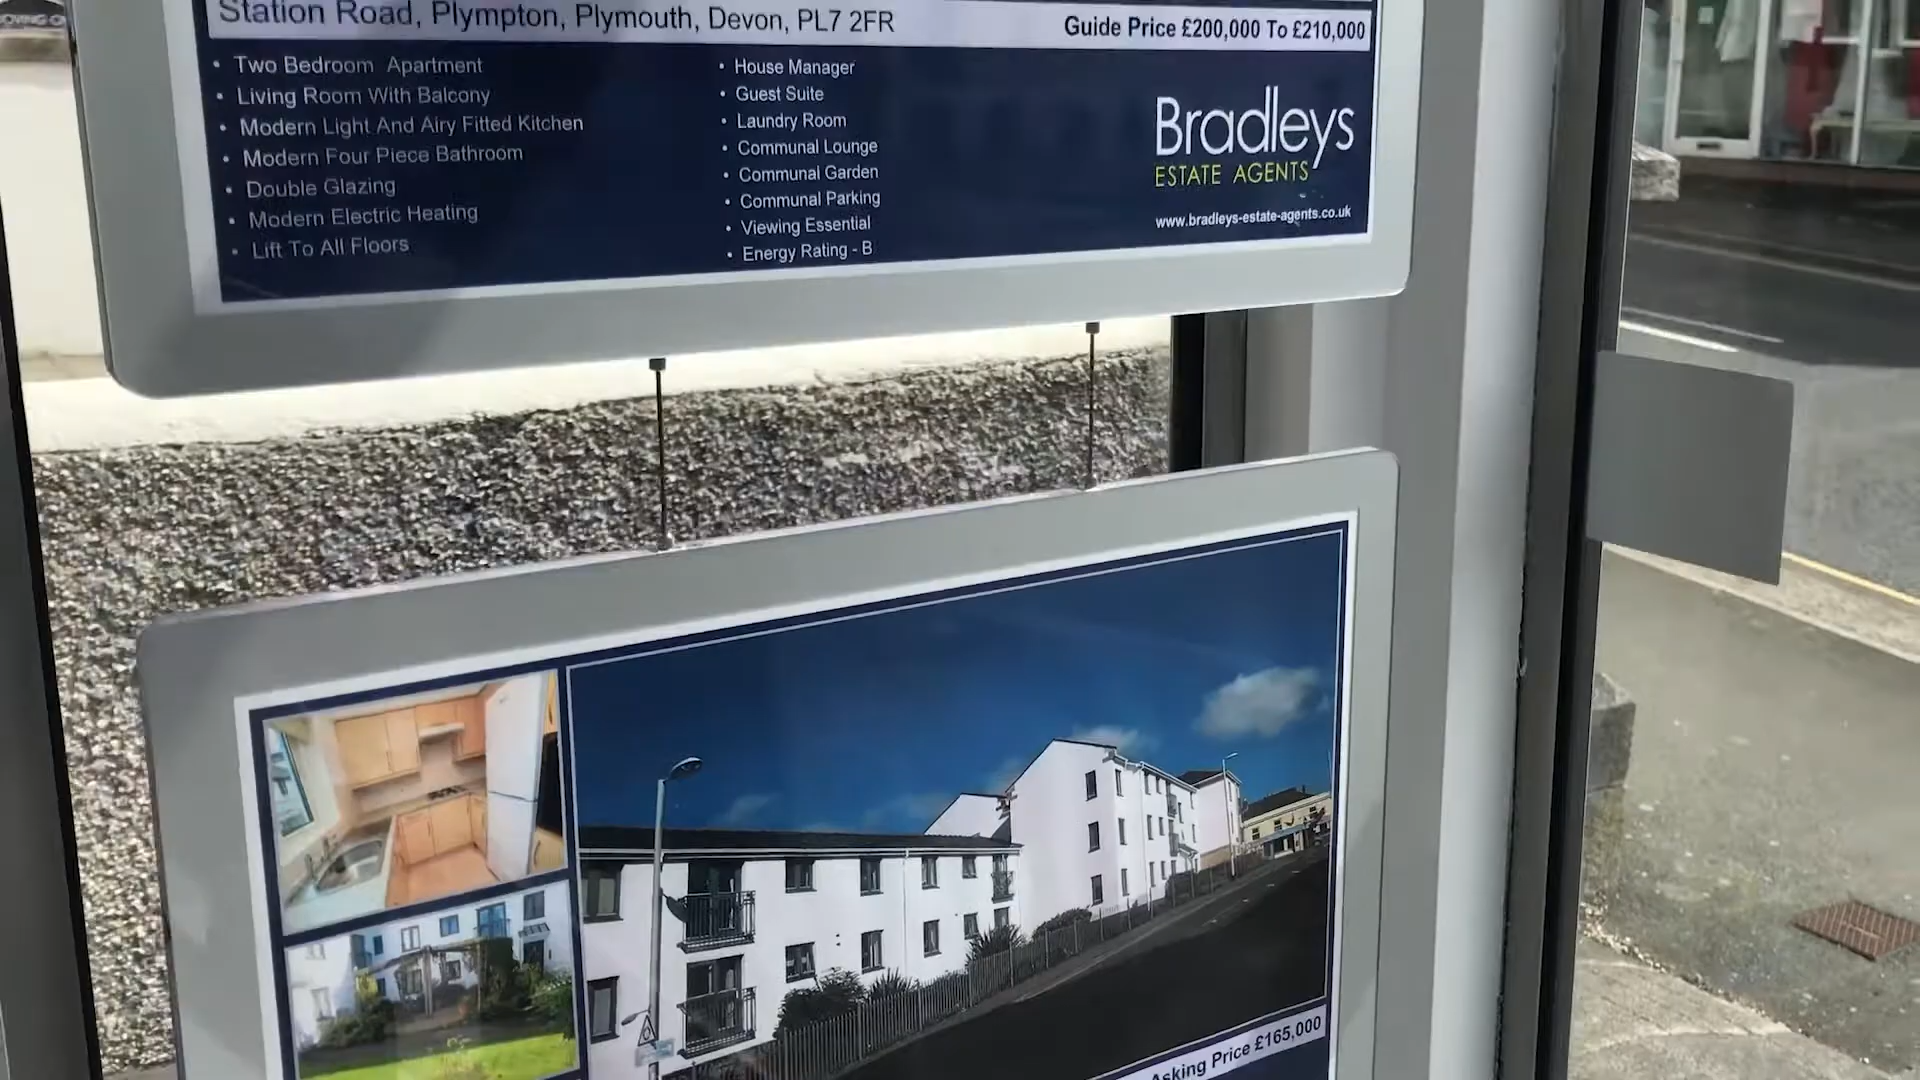 Station Road, Plympton, Plymouth, Devon, PL7 2FR
Guide Price £200,000 To £210,000
• Two Bedroom Apartment
• Living Room With Balcony
• Modern Light And Airy Fitted Kitchen
• Modern Four Piece Bathroom
• Double Glazing
• Modern Electric Heating
• Lift To All Floors
• House Manager
• Guest Suite
• Laundry Room
• Communal Lounge
• Communal Garden
• Communal Parking
• Viewing Essential
• Energy Rating - B
Bradleys
ESTATE AGENTS
www.bradleys-estate-agents.co.uk
Asking Price £165,000